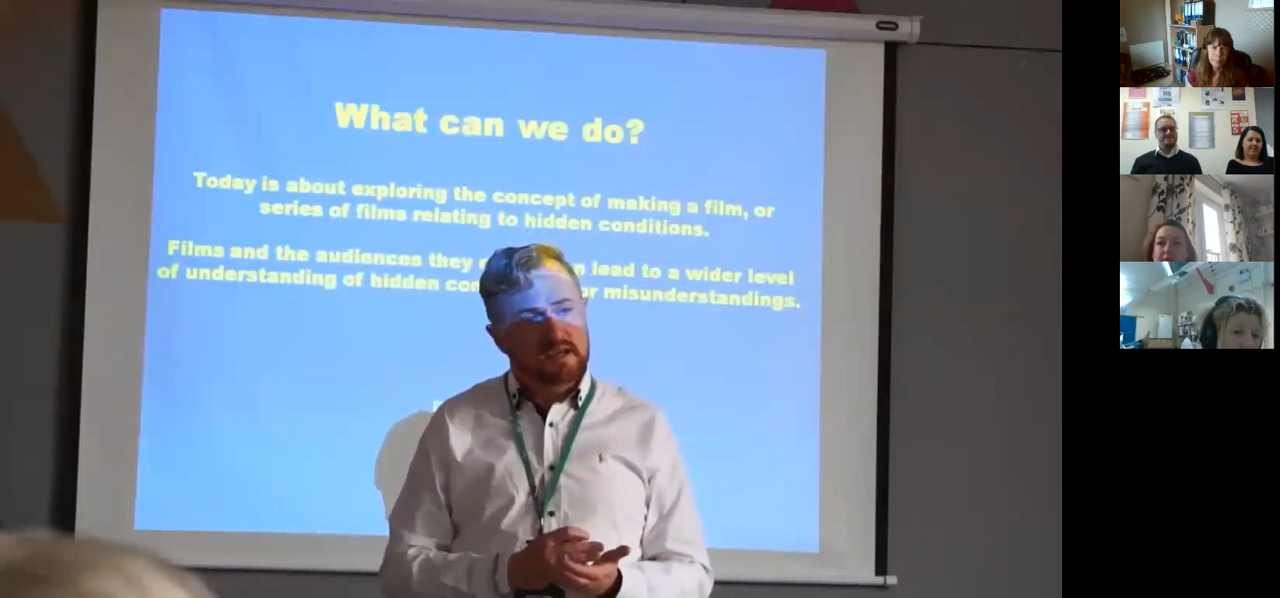 What can we do?
Today is about exploring the concept of making a film, or
series of films relating to hidden conditions.
Films and the audiences they lead to a wider level
of understanding of hidden or misunderstandings.